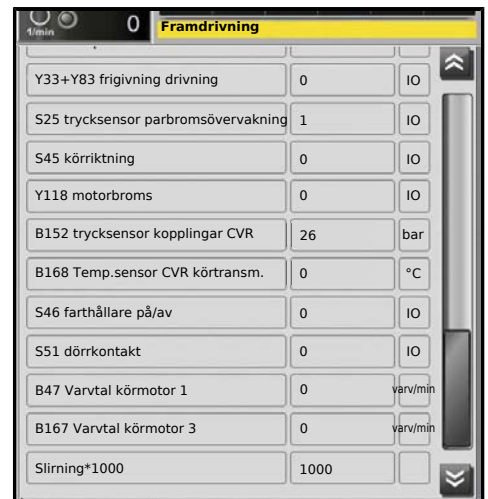 1/min 0 Framdrivning
Y33+Y83 frigivning drivning 0 IO
S25 trycksensor parbromsövervakning 1 IO
S45 körriktning 0 IO
Y118 motorbroms 0 IO
B152 trycksensor kopplingar CVR 26 bar
B168 Temp.sensor CVR körtransm. 0 °C
S46 farthållare på/av 0 IO
S51 dörrkontakt 0 IO
B47 Varvtal körmotor 1 0 varv/min
B167 Varvtal körmotor 3 0 varv/min
Slirning*1000 1000